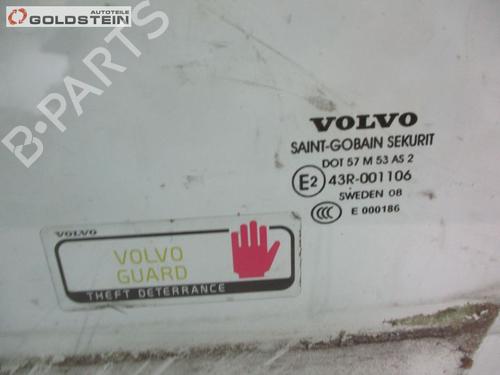 AUTOTEILE
GOLDSTEIN
B-PARTS
VOLVO
SAINT-GOBAIN SEKURIT
DOT 57 M 53 AS 2
E2 43R-001106
SWEDEN 08
CCC E 000186
VOLVO
VOLVO
GUARD
THEFT DETERRANCE